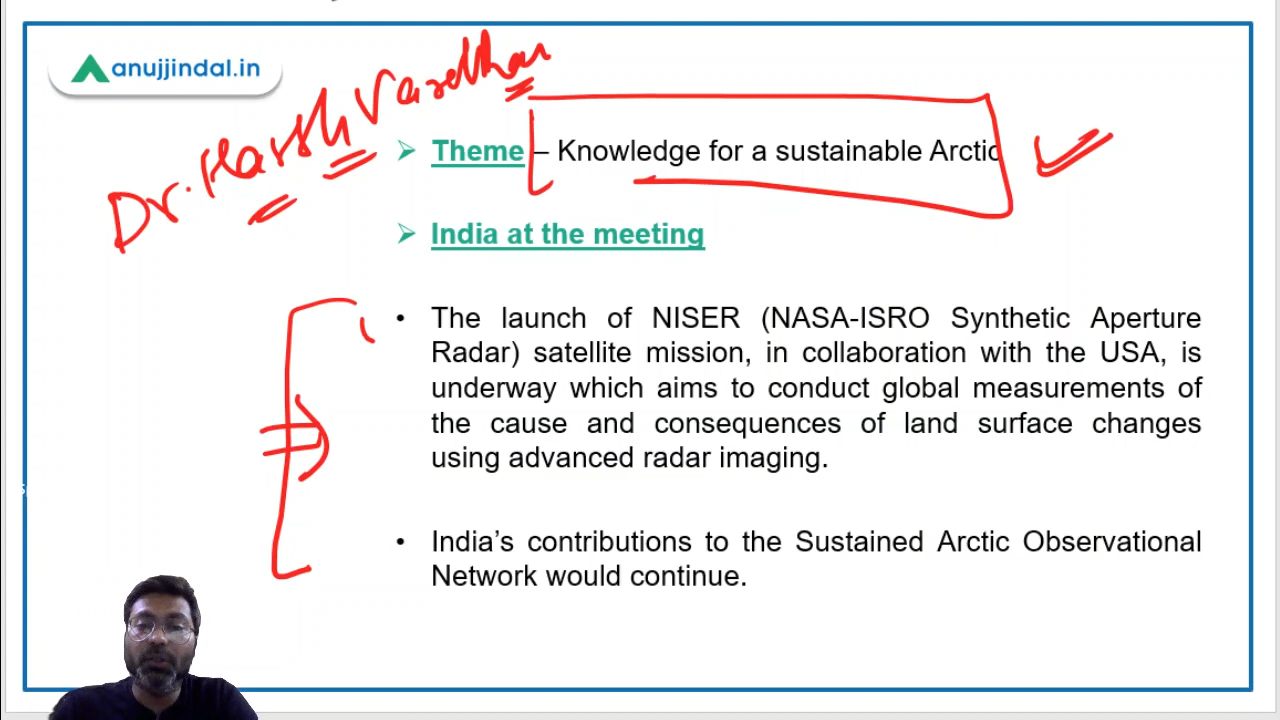 anujjindal.in
Dr. Harsh Vardhan
➢ Theme – Knowledge for a sustainable Arctic
➢ India at the meeting
• The launch of NISER (NASA-ISRO Synthetic Aperture
Radar) satellite mission, in collaboration with the USA, is
underway which aims to conduct global measurements of
the cause and consequences of land surface changes
using advanced radar imaging.
• India’s contributions to the Sustained Arctic Observational
Network would continue.